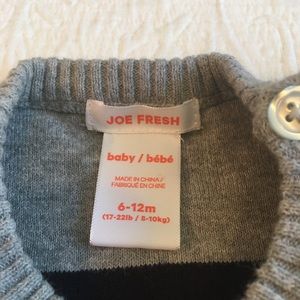 JOE FRESH
baby / bébé
MADE IN CHINA /
FABRIQUÉ EN CHINE
6-12m
(17-22lb / 8-10kg)